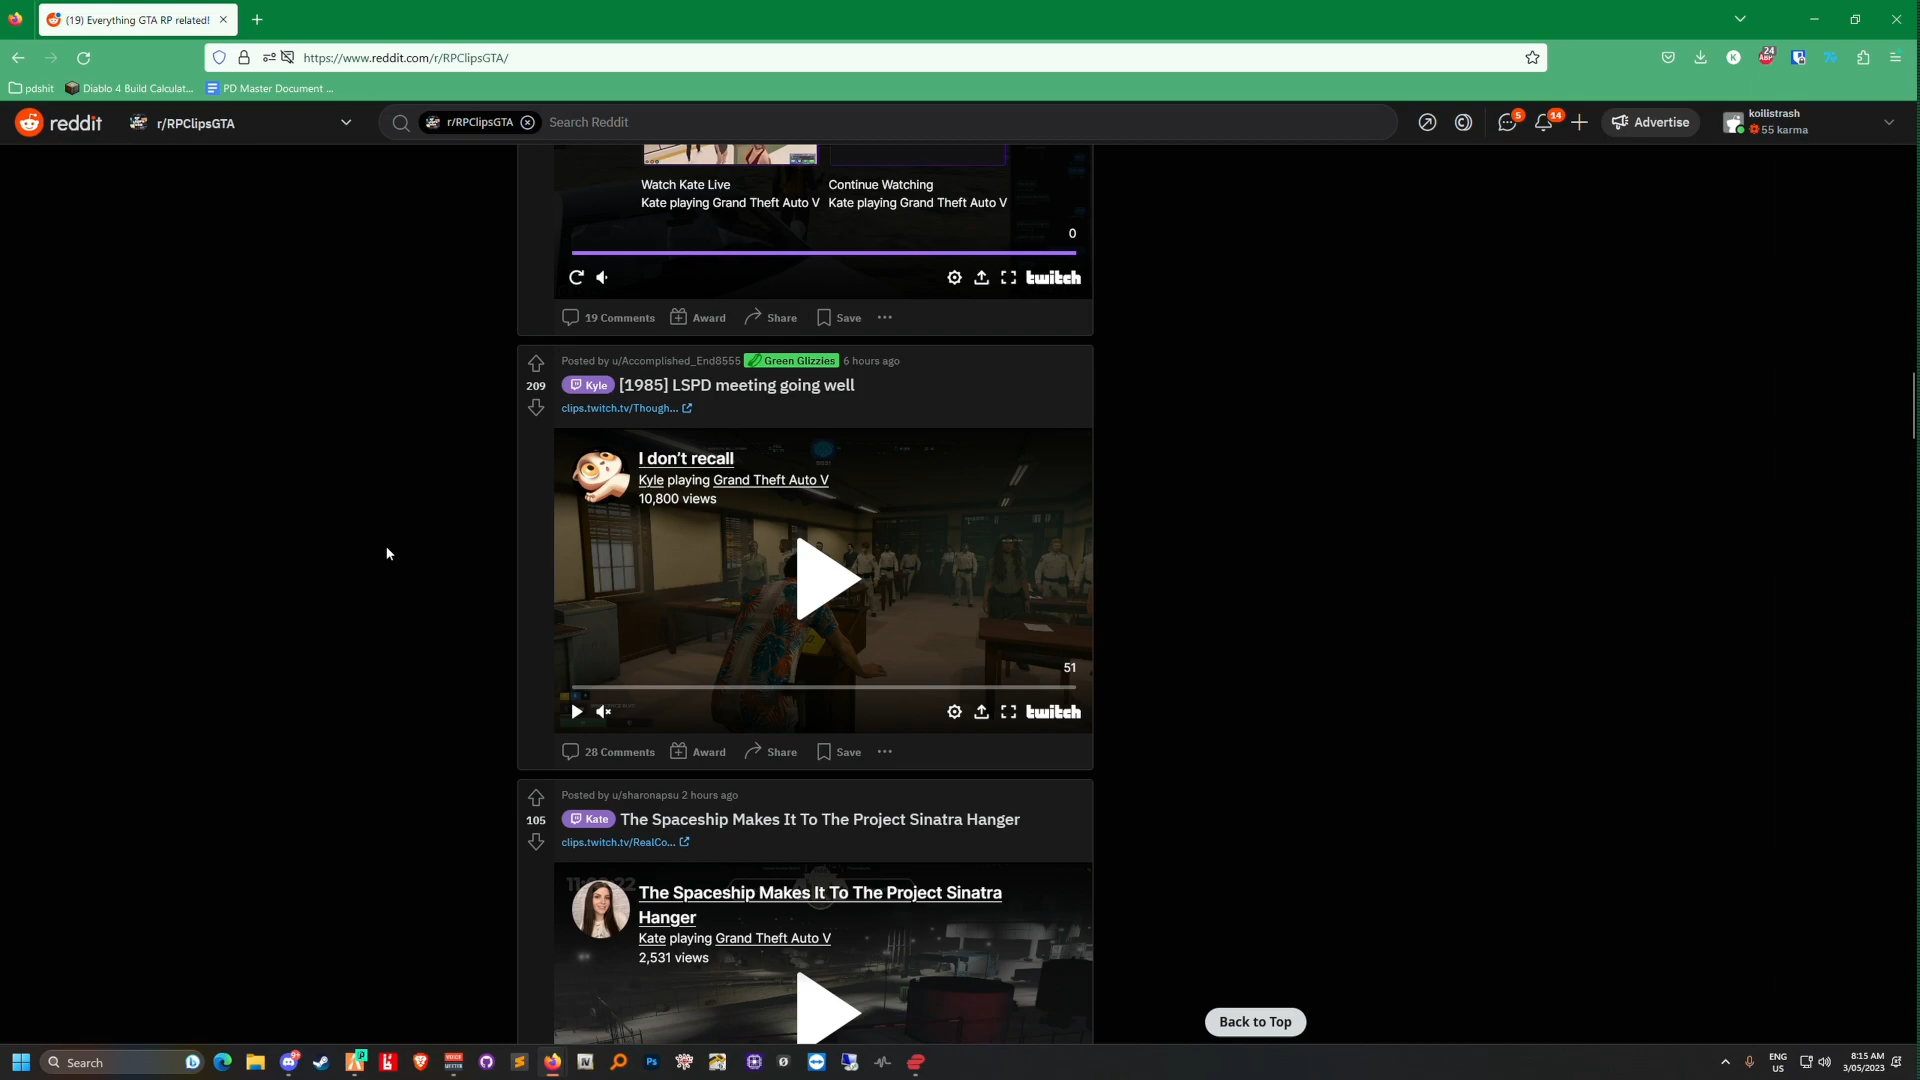 (19) Everything GTA RP related!
https://www.reddit.com/r/RPClipsGTA/
24
ABP
K
pdshit
Diablo 4 Build Calculat...
PD Master Document ...
reddit
r/RPClipsGTA
r/RPClipsGTA
Search Reddit
5
14
Advertise
koilistrash
55 karma
Watch Kate Live
Kate playing Grand Theft Auto V
Continue Watching
Kate playing Grand Theft Auto V
0
twitch
19 Comments
Award
Share
Save
Posted by u/Accomplished_End8555
Green Glizzies
6 hours ago
209
Kyle
[1985] LSPD meeting going well
clips.twitch.tv/Though...
I don't recall
Kyle playing Grand Theft Auto V
10,800 views
51
twitch
28 Comments
Award
Share
Save
Posted by u/sharonapsu 2 hours ago
105
Kate
The Spaceship Makes It To The Project Sinatra Hanger
clips.twitch.tv/RealCo...
The Spaceship Makes It To The Project Sinatra
Hanger
Kate playing Grand Theft Auto V
2,531 views
Back to Top
Search
Ps
ENG
US
8:15 AM
3/05/2023